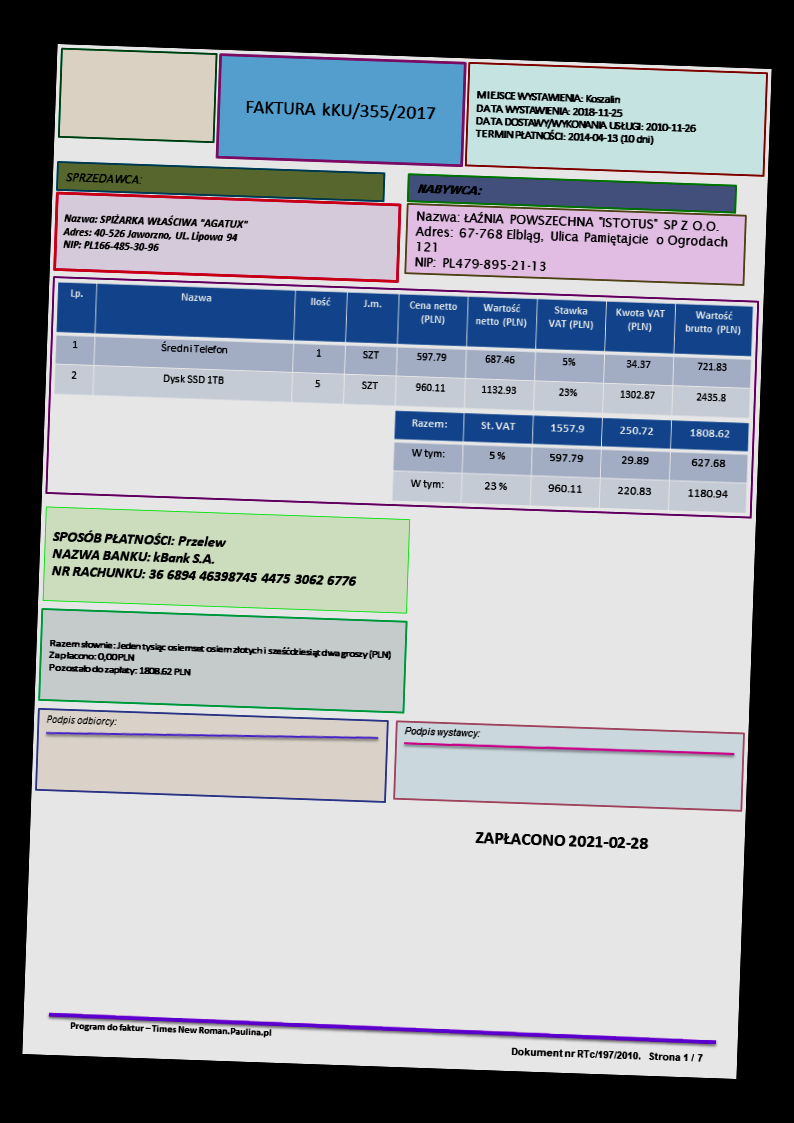 FAKTURA kKU/355/2017
MIEJSCE WYSTAWIENIA: Koszalin
DATA WYSTAWIENIA: 2018-11-25
DATA DOSTAWY/WYKONANIA USŁUGI: 2010-11-26
TERMIN PŁATNOŚCI: 2014-04-13 (10 dni)
SPRZEDAWCA:
Nazwa: SPIŻARKA WŁAŚCIWA "AGATUX"
Adres: 40-526 Jaworzno, UL. Lipowa 94
NIP: PL166-485-30-96
NABYWCA:
Nazwa: ŁAŹNIA POWSZECHNA "ISTOTUS" SP Z O.O.
Adres: 67-768 Elbląg, Ulica Pamiętajcie o Ogrodach
121
NIP: PL479-895-21-13
Lp. Nazwa Ilość J.m. Cena netto (PLN) Wartość netto (PLN) Stawka VAT (PLN) Kwota VAT (PLN) Wartość brutto (PLN)
1 Średni Telefon 1 SZT 597.79 687.46 5% 34.37 721.83
2 Dysk SSD 1TB 5 SZT 960.11 1132.93 23% 1302.87 2435.8
Razem: St. VAT 1557.9 250.72 1808.62
W tym: 5 % 597.79 29.89 627.68
W tym: 23 % 960.11 220.83 1180.94
SPOSÓB PŁATNOŚCI: Przelew
NAZWA BANKU: kBank S.A.
NR RACHUNKU: 36 6894 46398745 4475 3062 6776
Razem słownie: Jeden tysiąc osiemset osiem złotych i sześćdziesiąt dwa groszy (PLN)
Zapłacono: 0,00 PLN
Pozostało do zapłaty: 1808.62 PLN
Podpis odbiorcy:
Podpis wystawcy:
ZAPŁACONO 2021-02-28
Program do faktur – Times New Roman.Paulina.pl
Dokument nr RTc/197/2010. Strona 1 / 7